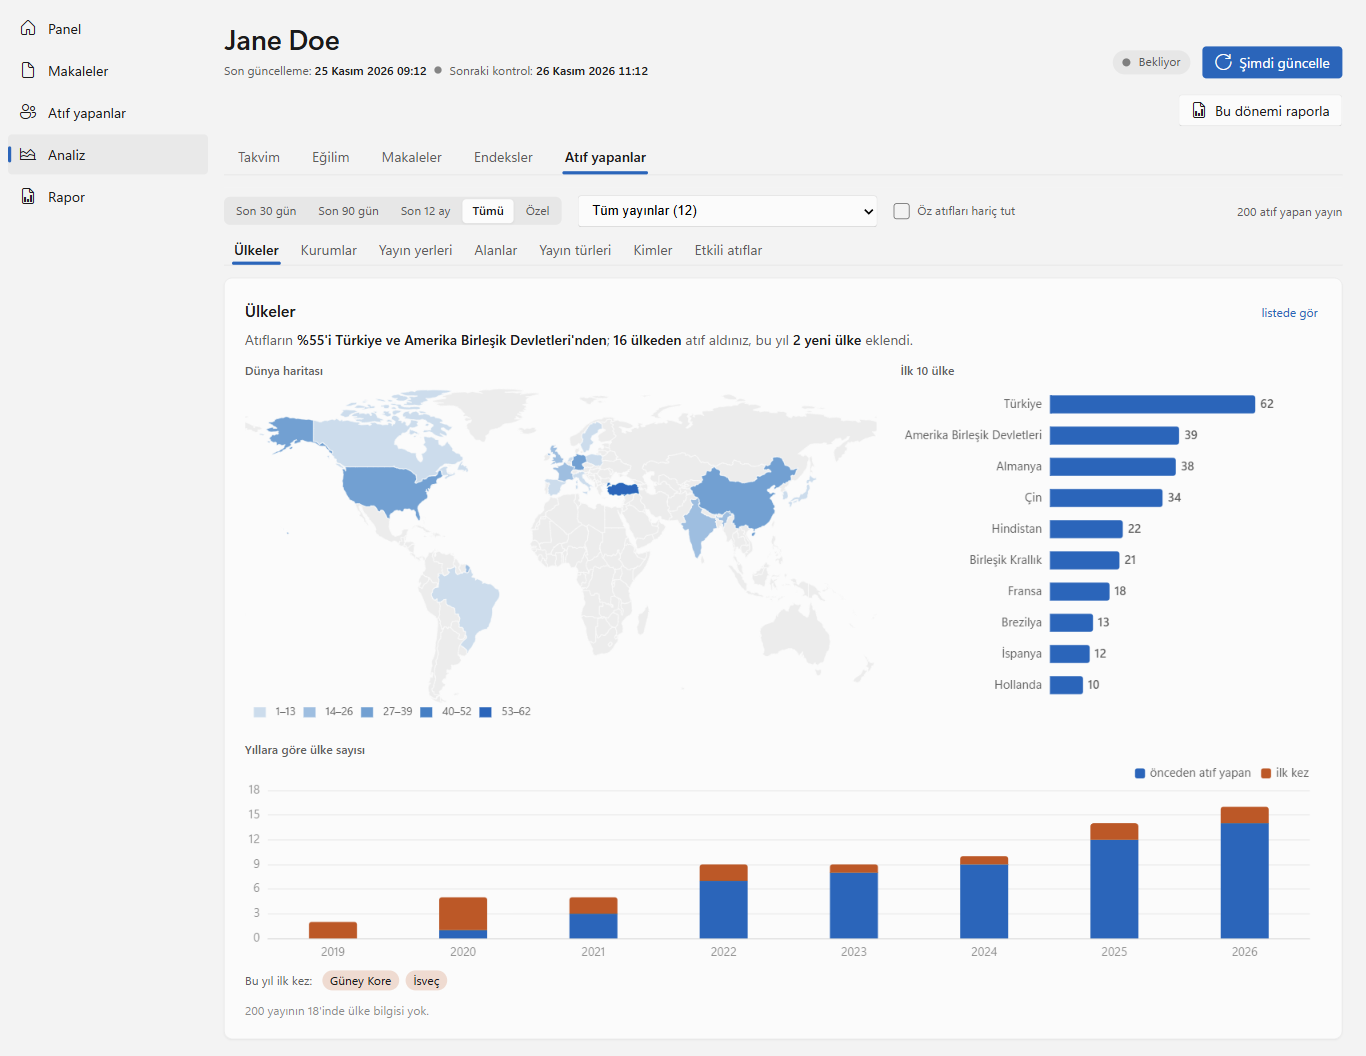 Panel
Makaleler
Atıf yapanlar
Analiz
Rapor
Jane Doe
Son güncelleme: 25 Kasım 2026 09:12 ● Sonraki kontrol: 26 Kasım 2026 11:12
Bekliyor
Şimdi güncelle
Bu dönemi raporla
Takvim Eğilim Makaleler Endeksler Atıf yapanlar
Son 30 gün Son 90 gün Son 12 ay Tümü Özel Tüm yayınlar (12) Öz atıfları hariç tut 200 atıf yapan yayın
Ülkeler Kurumlar Yayın yerleri Alanlar Yayın türleri Kimler Etkili atıflar
Ülkeler
listede gör
Atıfların %55'i Türkiye ve Amerika Birleşik Devletleri'nden; 16 ülkeden atıf aldınız, bu yıl 2 yeni ülke eklendi.
Dünya haritası
1–13 14–26 27–39 40–52 53–62
İlk 10 ülke
Türkiye 62
Amerika Birleşik Devletleri 39
Almanya 38
Çin 34
Hindistan 22
Birleşik Krallık 21
Fransa 18
Brezilya 13
İspanya 12
Hollanda 10
Yıllara göre ülke sayısı
önceden atıf yapan ilk kez
18
15
12
9
6
3
0
2019 2020 2021 2022 2023 2024 2025 2026
Bu yıl ilk kez: Güney Kore İsveç
200 yayının 18'inde ülke bilgisi yok.